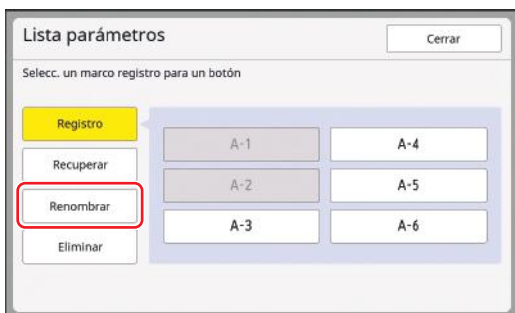 Lista parámetros
Cerrar
Selecc. un marco registro para un botón
Registro
Recuperar
Renombrar
Eliminar
A-1
A-4
A-2
A-5
A-3
A-6